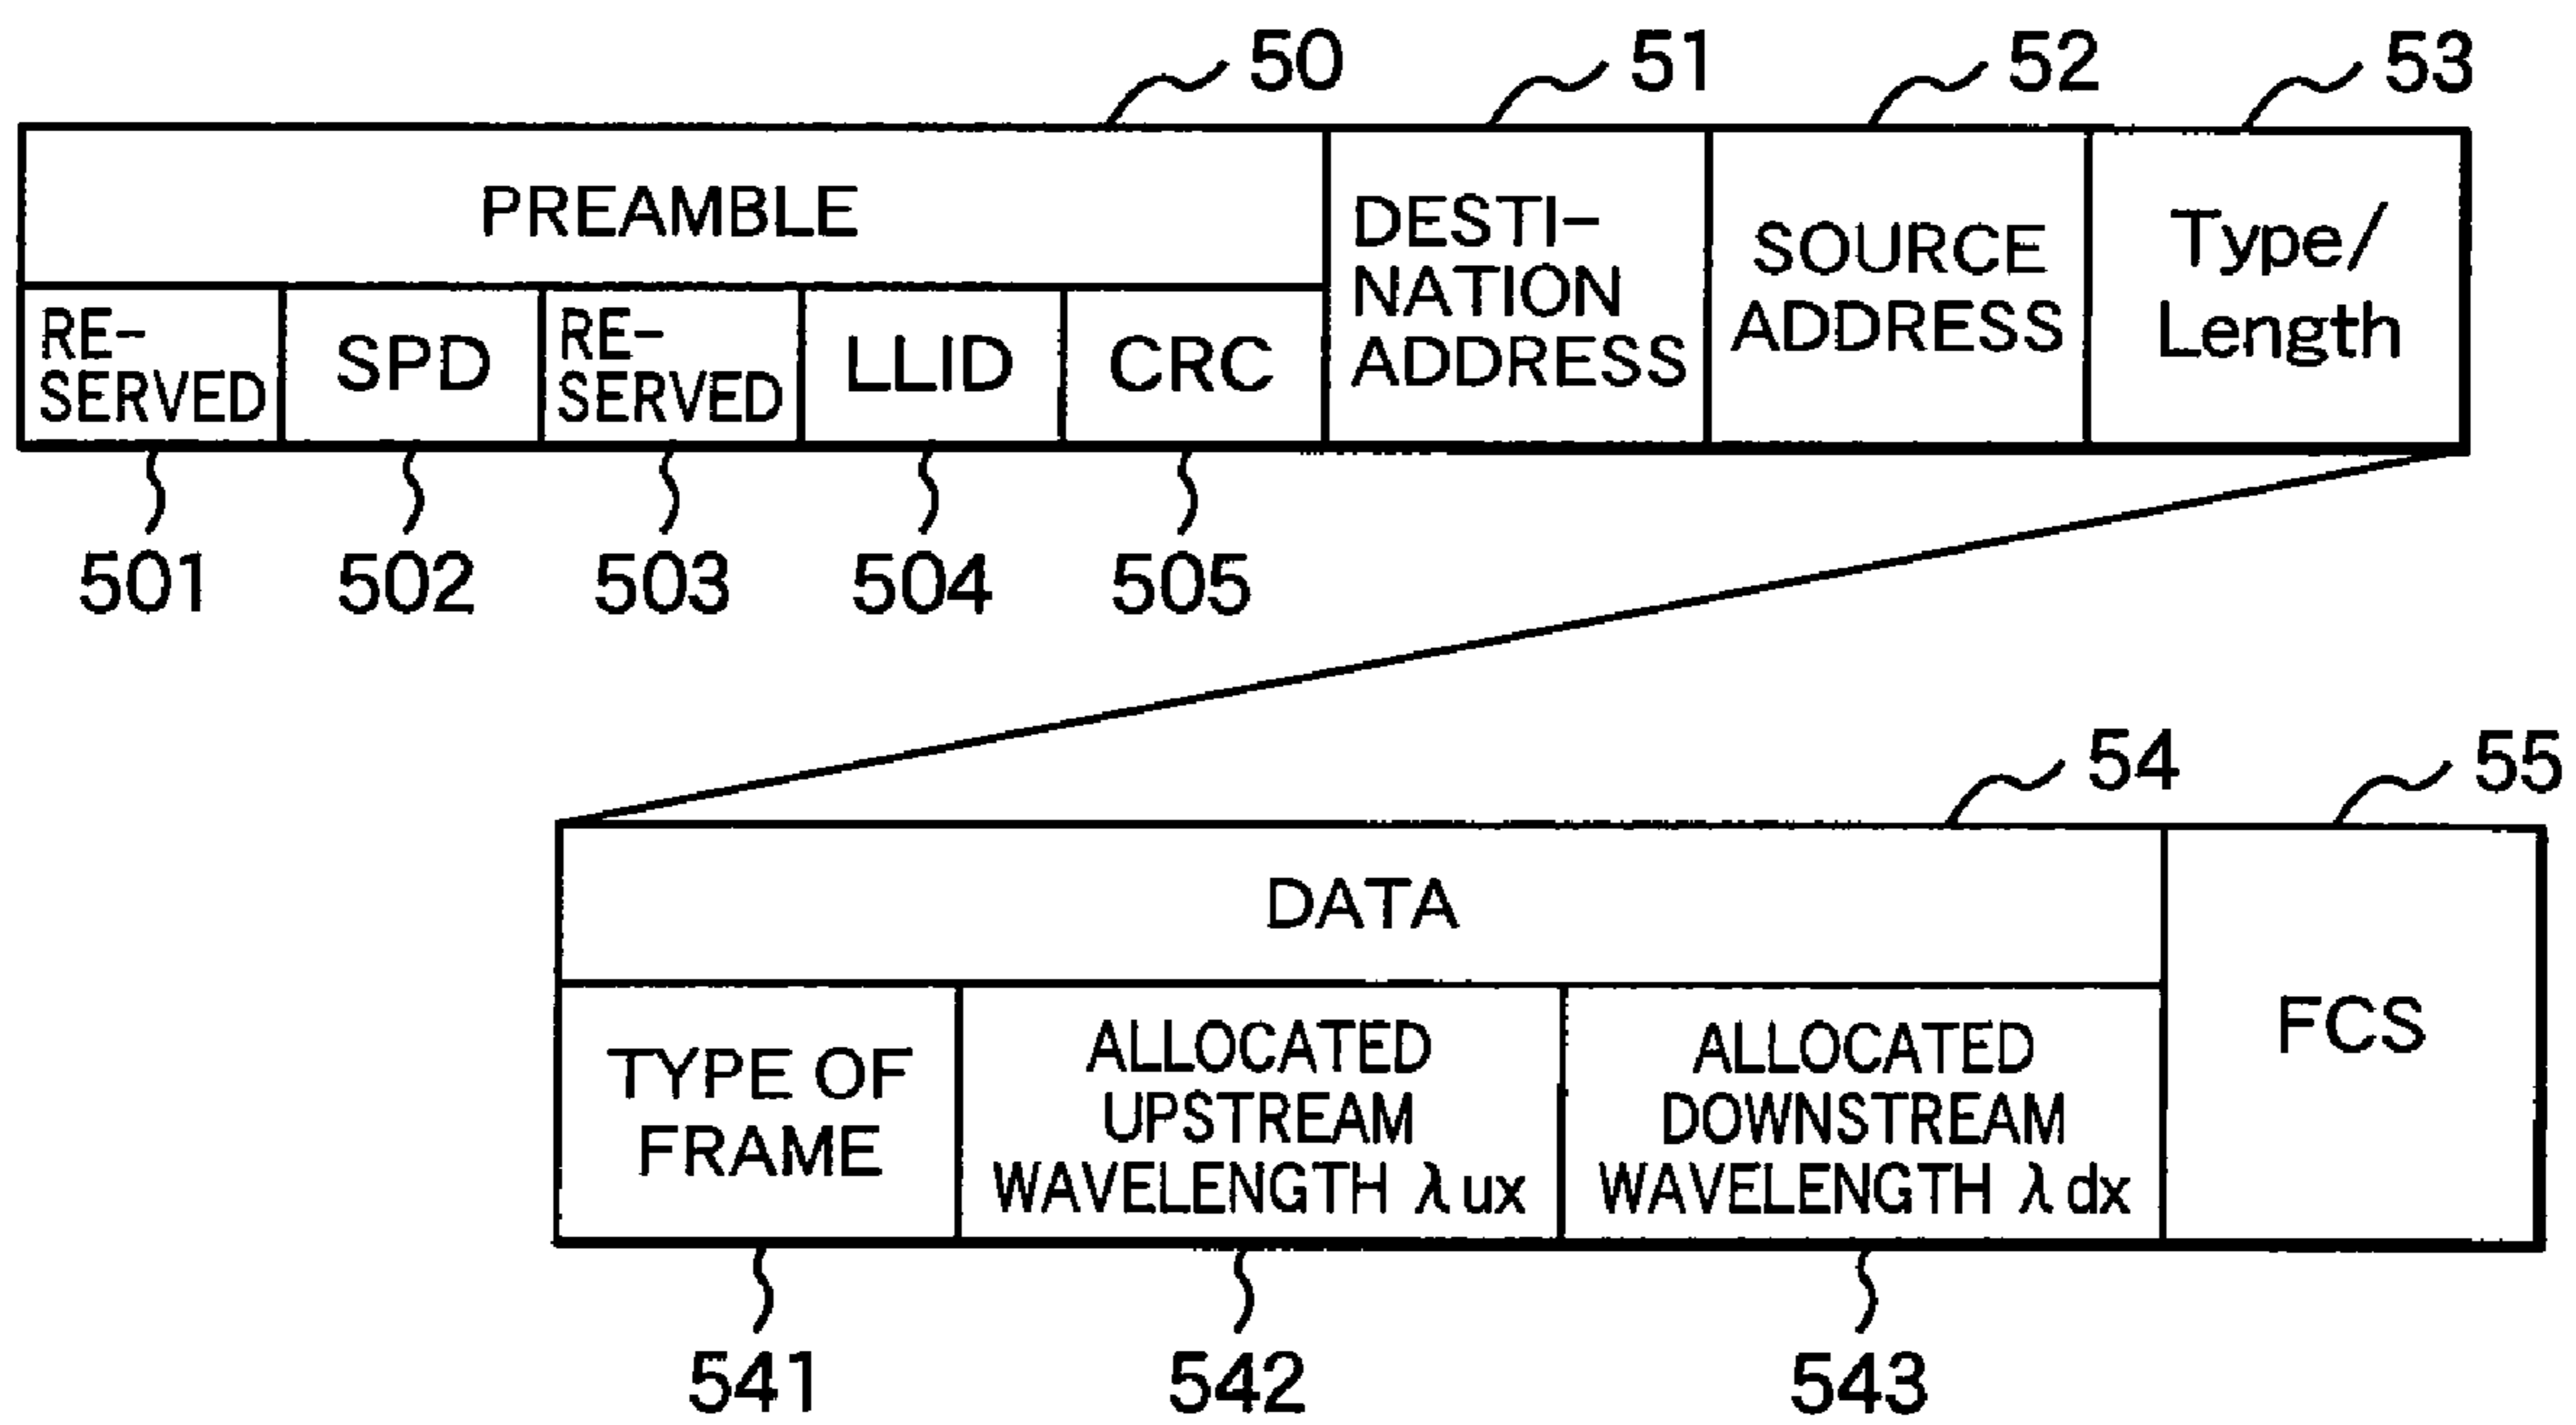 50 51 52 53
PREAMBLE
DESTI-
NATION
ADDRESS
SOURCE
ADDRESS
Type/
Length
RE-
SERVED
SPD
RE-
SERVED
LLID
CRC
501 502 503 504 505
54 55
DATA
FCS
TYPE OF
FRAME
ALLOCATED
UPSTREAM
WAVELENGTH λux
ALLOCATED
DOWNSTREAM
WAVELENGTH λdx
541 542 543